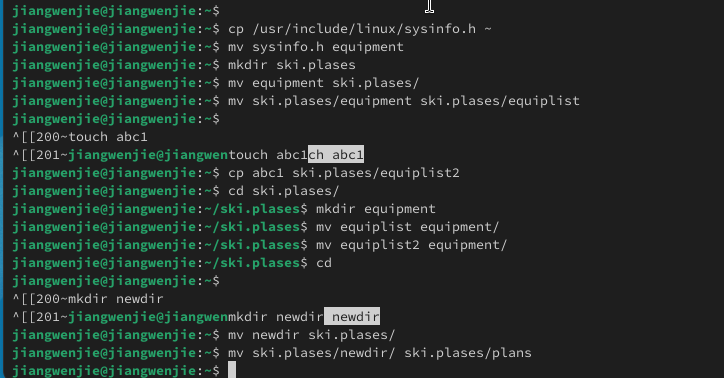 jiangwenjie@jiangwenjie:~$
jiangwenjie@jiangwenjie:~$ cp /usr/include/linux/sysinfo.h ~
jiangwenjie@jiangwenjie:~$ mv sysinfo.h equipment
jiangwenjie@jiangwenjie:~$ mkdir ski.plases
jiangwenjie@jiangwenjie:~$ mv equipment ski.plases/
jiangwenjie@jiangwenjie:~$ mv ski.plases/equipment ski.plases/equiplist
jiangwenjie@jiangwenjie:~$
^[[200~touch abc1
^[[201~jiangwenjie@jiangwentouch abc1ch abc1
jiangwenjie@jiangwenjie:~$ cp abc1 ski.plases/equiplist2
jiangwenjie@jiangwenjie:~$ cd ski.plases/
jiangwenjie@jiangwenjie:~/ski.plases$ mkdir equipment
jiangwenjie@jiangwenjie:~/ski.plases$ mv equiplist equipment/
jiangwenjie@jiangwenjie:~/ski.plases$ mv equiplist2 equipment/
jiangwenjie@jiangwenjie:~/ski.plases$ cd
jiangwenjie@jiangwenjie:~$
^[[200~mkdir newdir
^[[201~jiangwenjie@jiangwenmkdir newdir newdir
jiangwenjie@jiangwenjie:~$ mv newdir ski.plases/
jiangwenjie@jiangwenjie:~$ mv ski.plases/newdir/ ski.plases/plans
jiangwenjie@jiangwenjie:~$